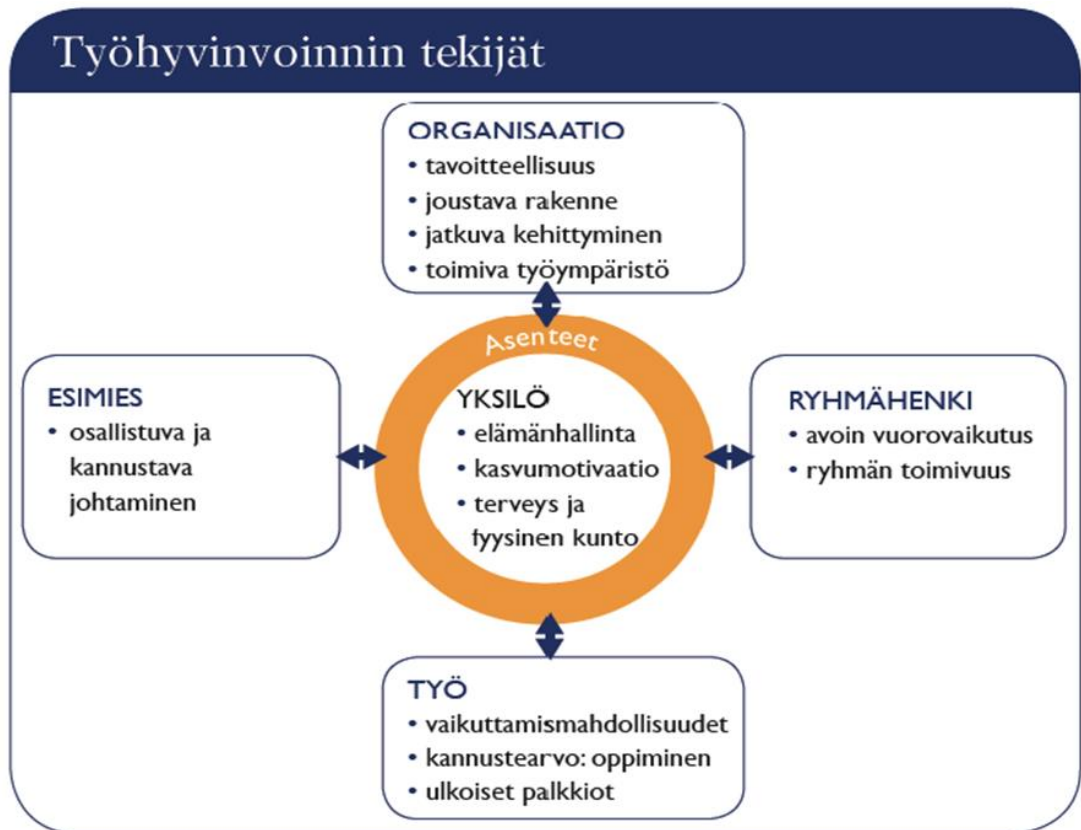 Työhyvinvoinnin tekijät
ORGANISAATIO
• tavoitteellisuus
• joustava rakenne
• jatkuva kehittyminen
• toimiva työympäristö
Asenteet
ESIMIES
• osallistuva ja
kannustava
johtaminen
YKSILÖ
• elämänhallinta
• kasvumotivaatio
• terveys ja
fyysinen kunto
RYHMÄHENKI
• avoin vuorovaikutus
• ryhmän toimivuus
TYÖ
• vaikuttamismahdollisuudet
• kannustearvo: oppiminen
• ulkoiset palkkiot